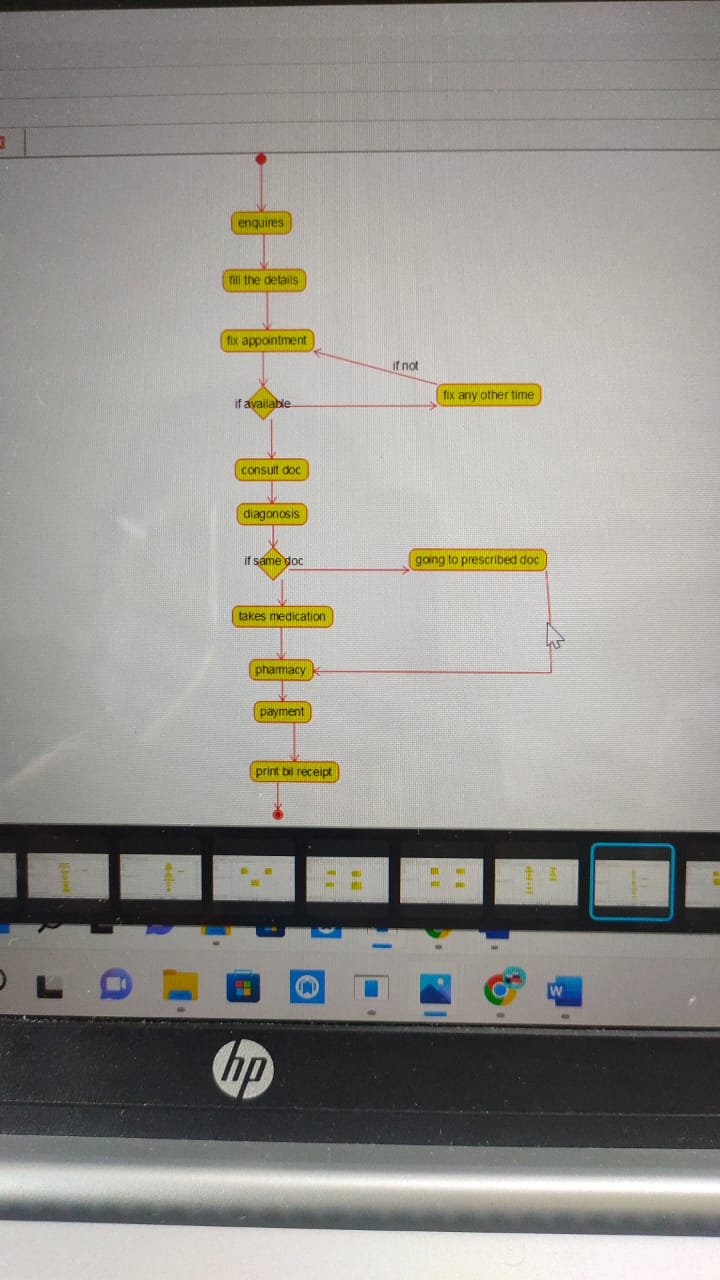 enquires
fill the details
fix appointment
if not
fix any other time
if available
consult doc
diagonosis
if same doc
going to prescribed doc
takes medication
pharmacy
payment
print bil receipt
W
hp